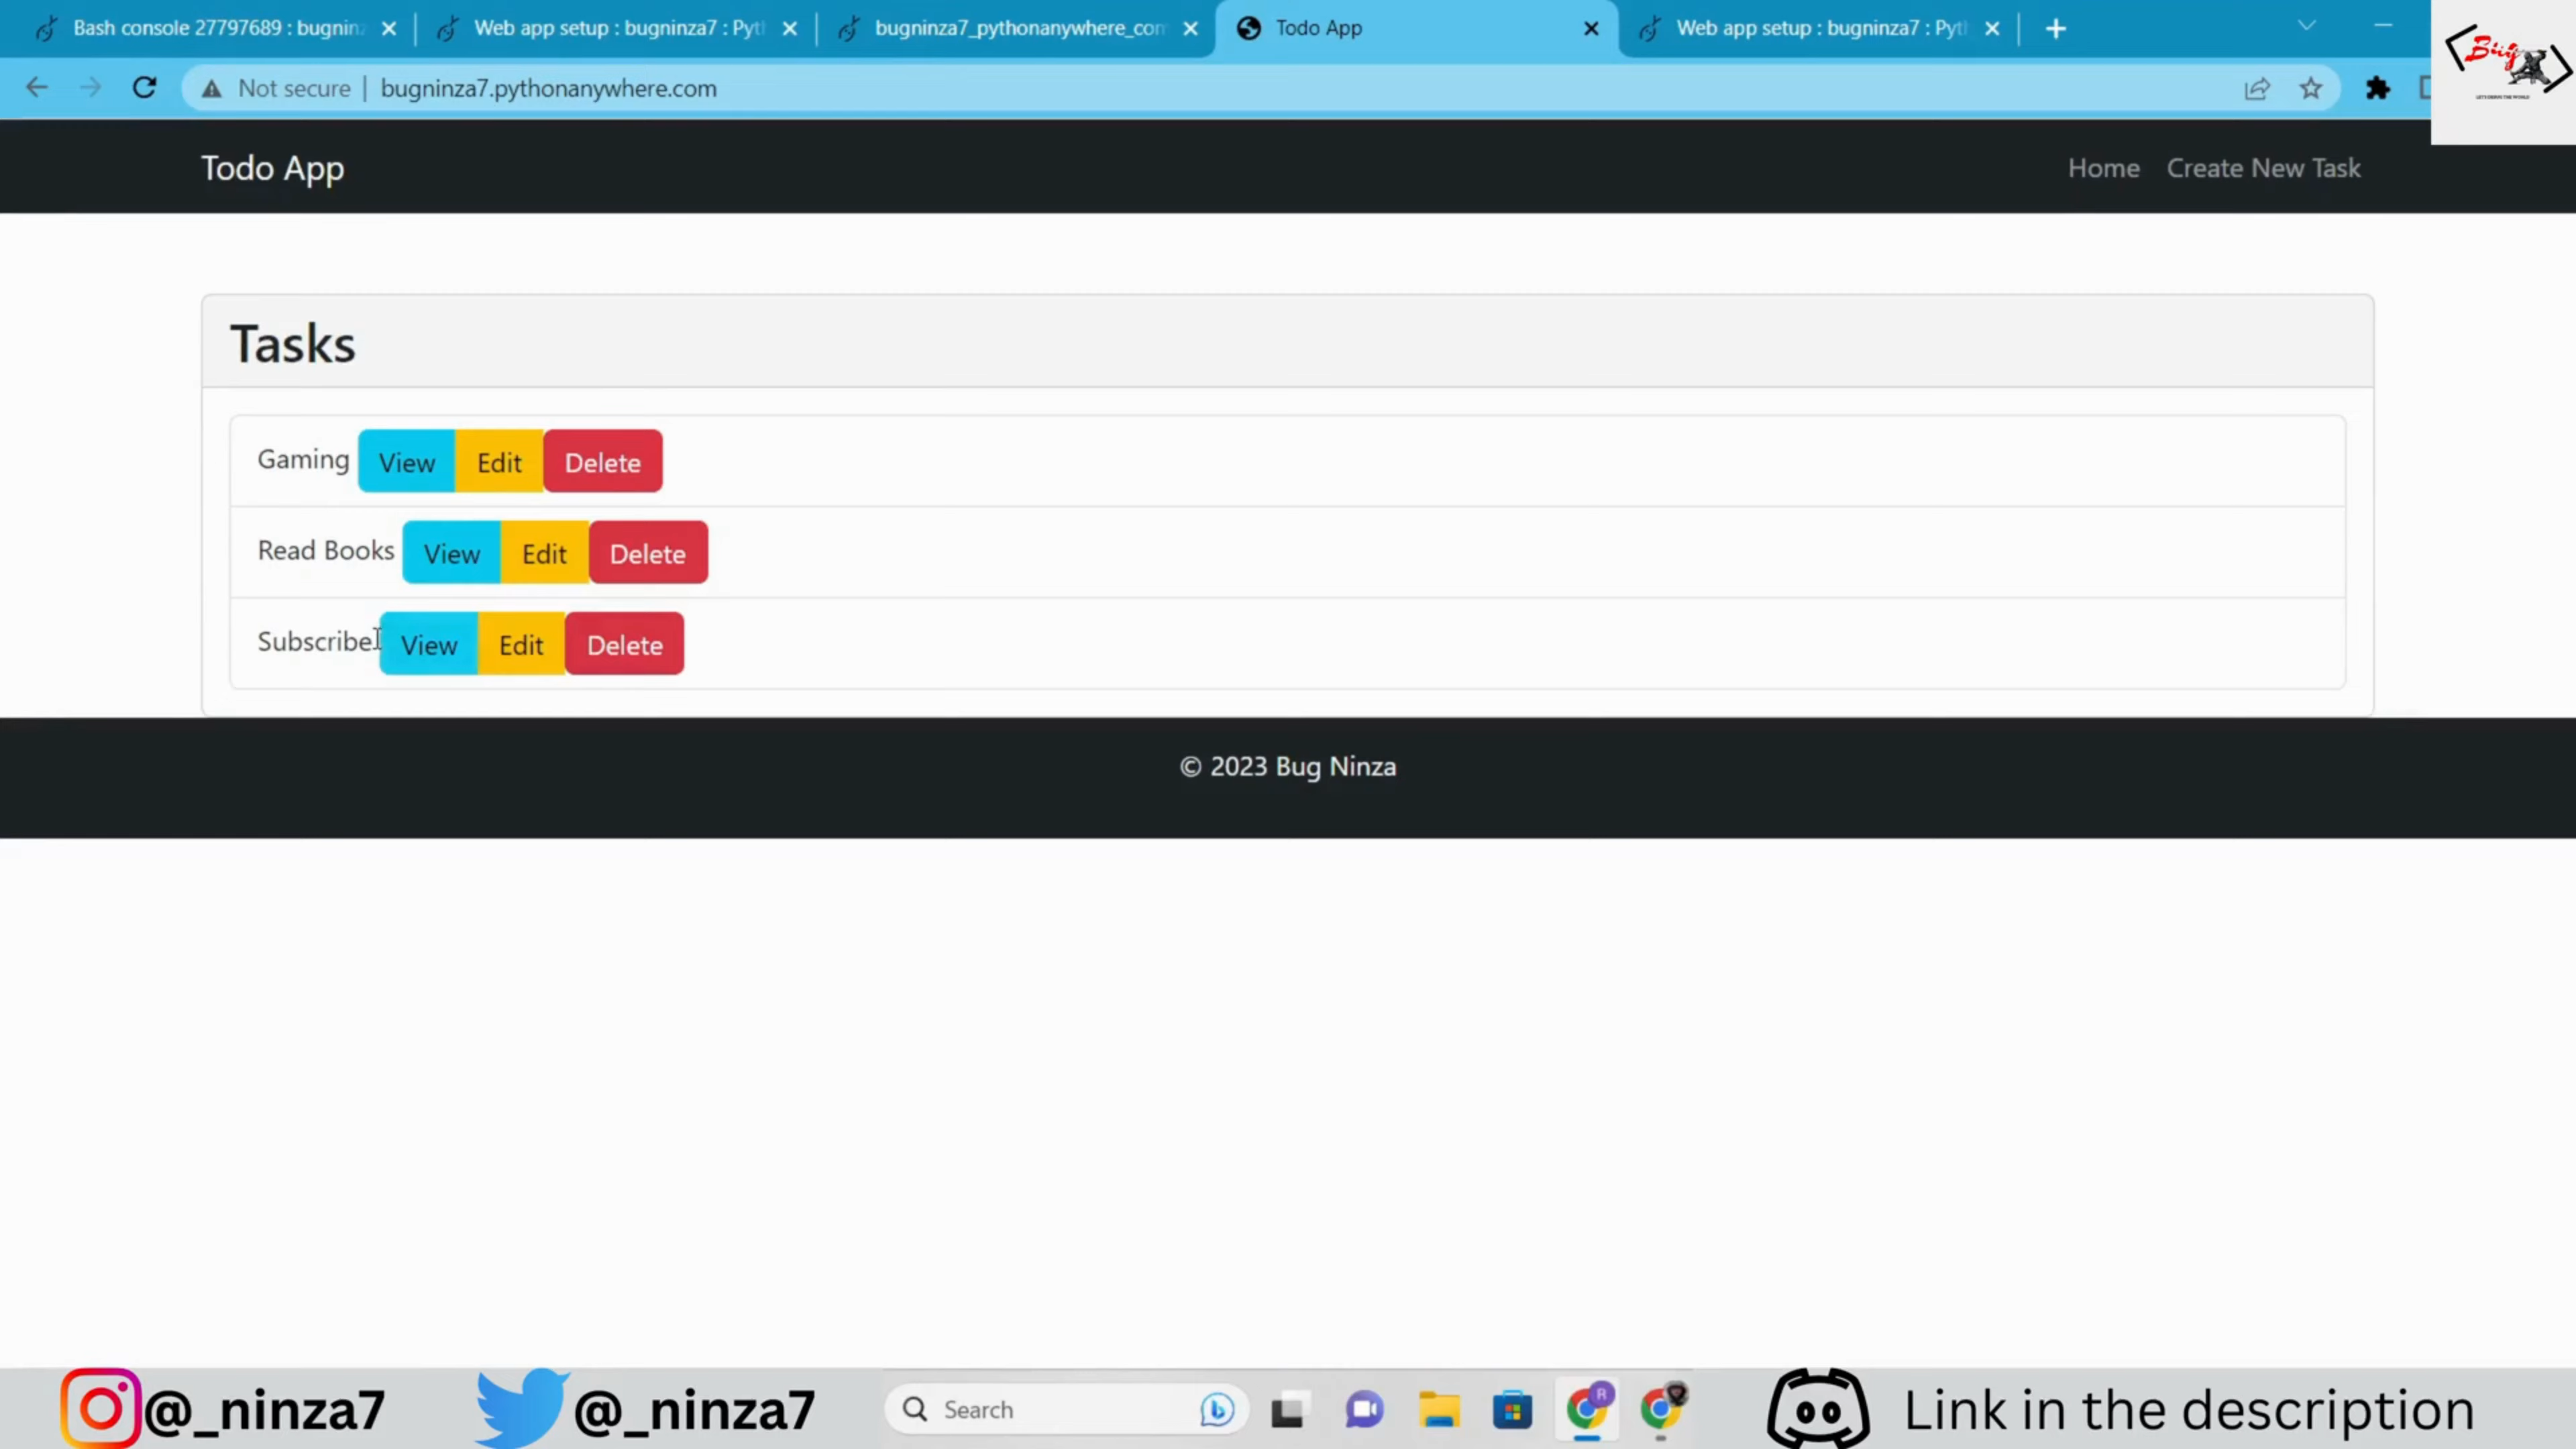 Bash console 27797689 : bugnin
Web app setup : bugninza7 : Pyt
bugninza7_pythonanywhere_con
Todo App
Web app setup : bugninza7 : Pyt
Not secure | bugninza7.pythonanywhere.com
Bug
Todo App
Home
Create New Task
Tasks
Gaming View Edit Delete
Read Books View Edit Delete
Subscribe View Edit Delete
© 2023 Bug Ninza
@_ninza7
@_ninza7
Search
R
Link in the description